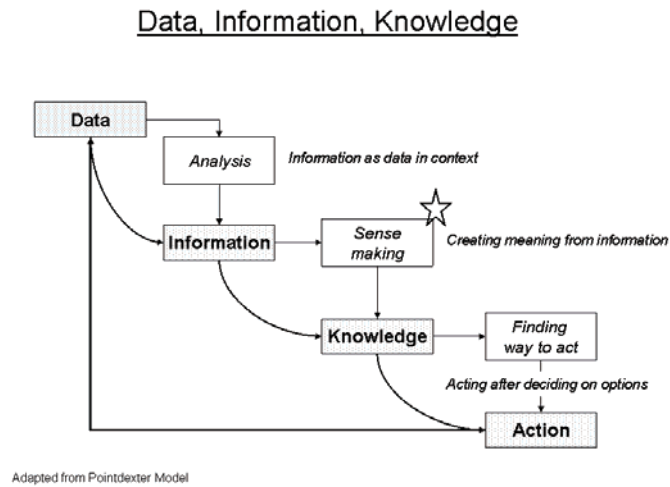 Data, Information, Knowledge
Data
Analysis
Information as data in context
Information
Sense
making
Creating meaning from information
Knowledge
Finding
way to act
Acting after deciding on options
Action
Adapted from Pointdexter Model